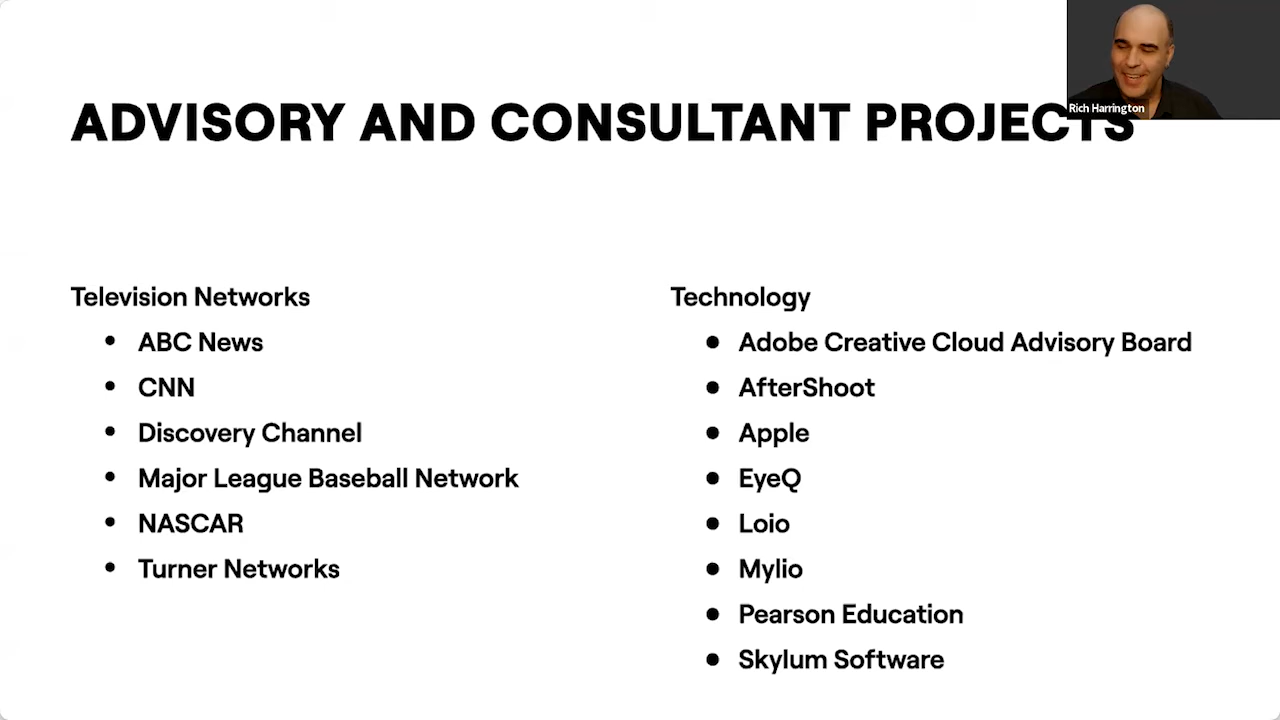 Rich Harrington
ADVISORY AND CONSULTANT PROJECTS
Television Networks
• ABC News
• CNN
• Discovery Channel
• Major League Baseball Network
• NASCAR
• Turner Networks
Technology
• Adobe Creative Cloud Advisory Board
• AfterShoot
• Apple
• EyeQ
• Loio
• Mylio
• Pearson Education
• Skylum Software